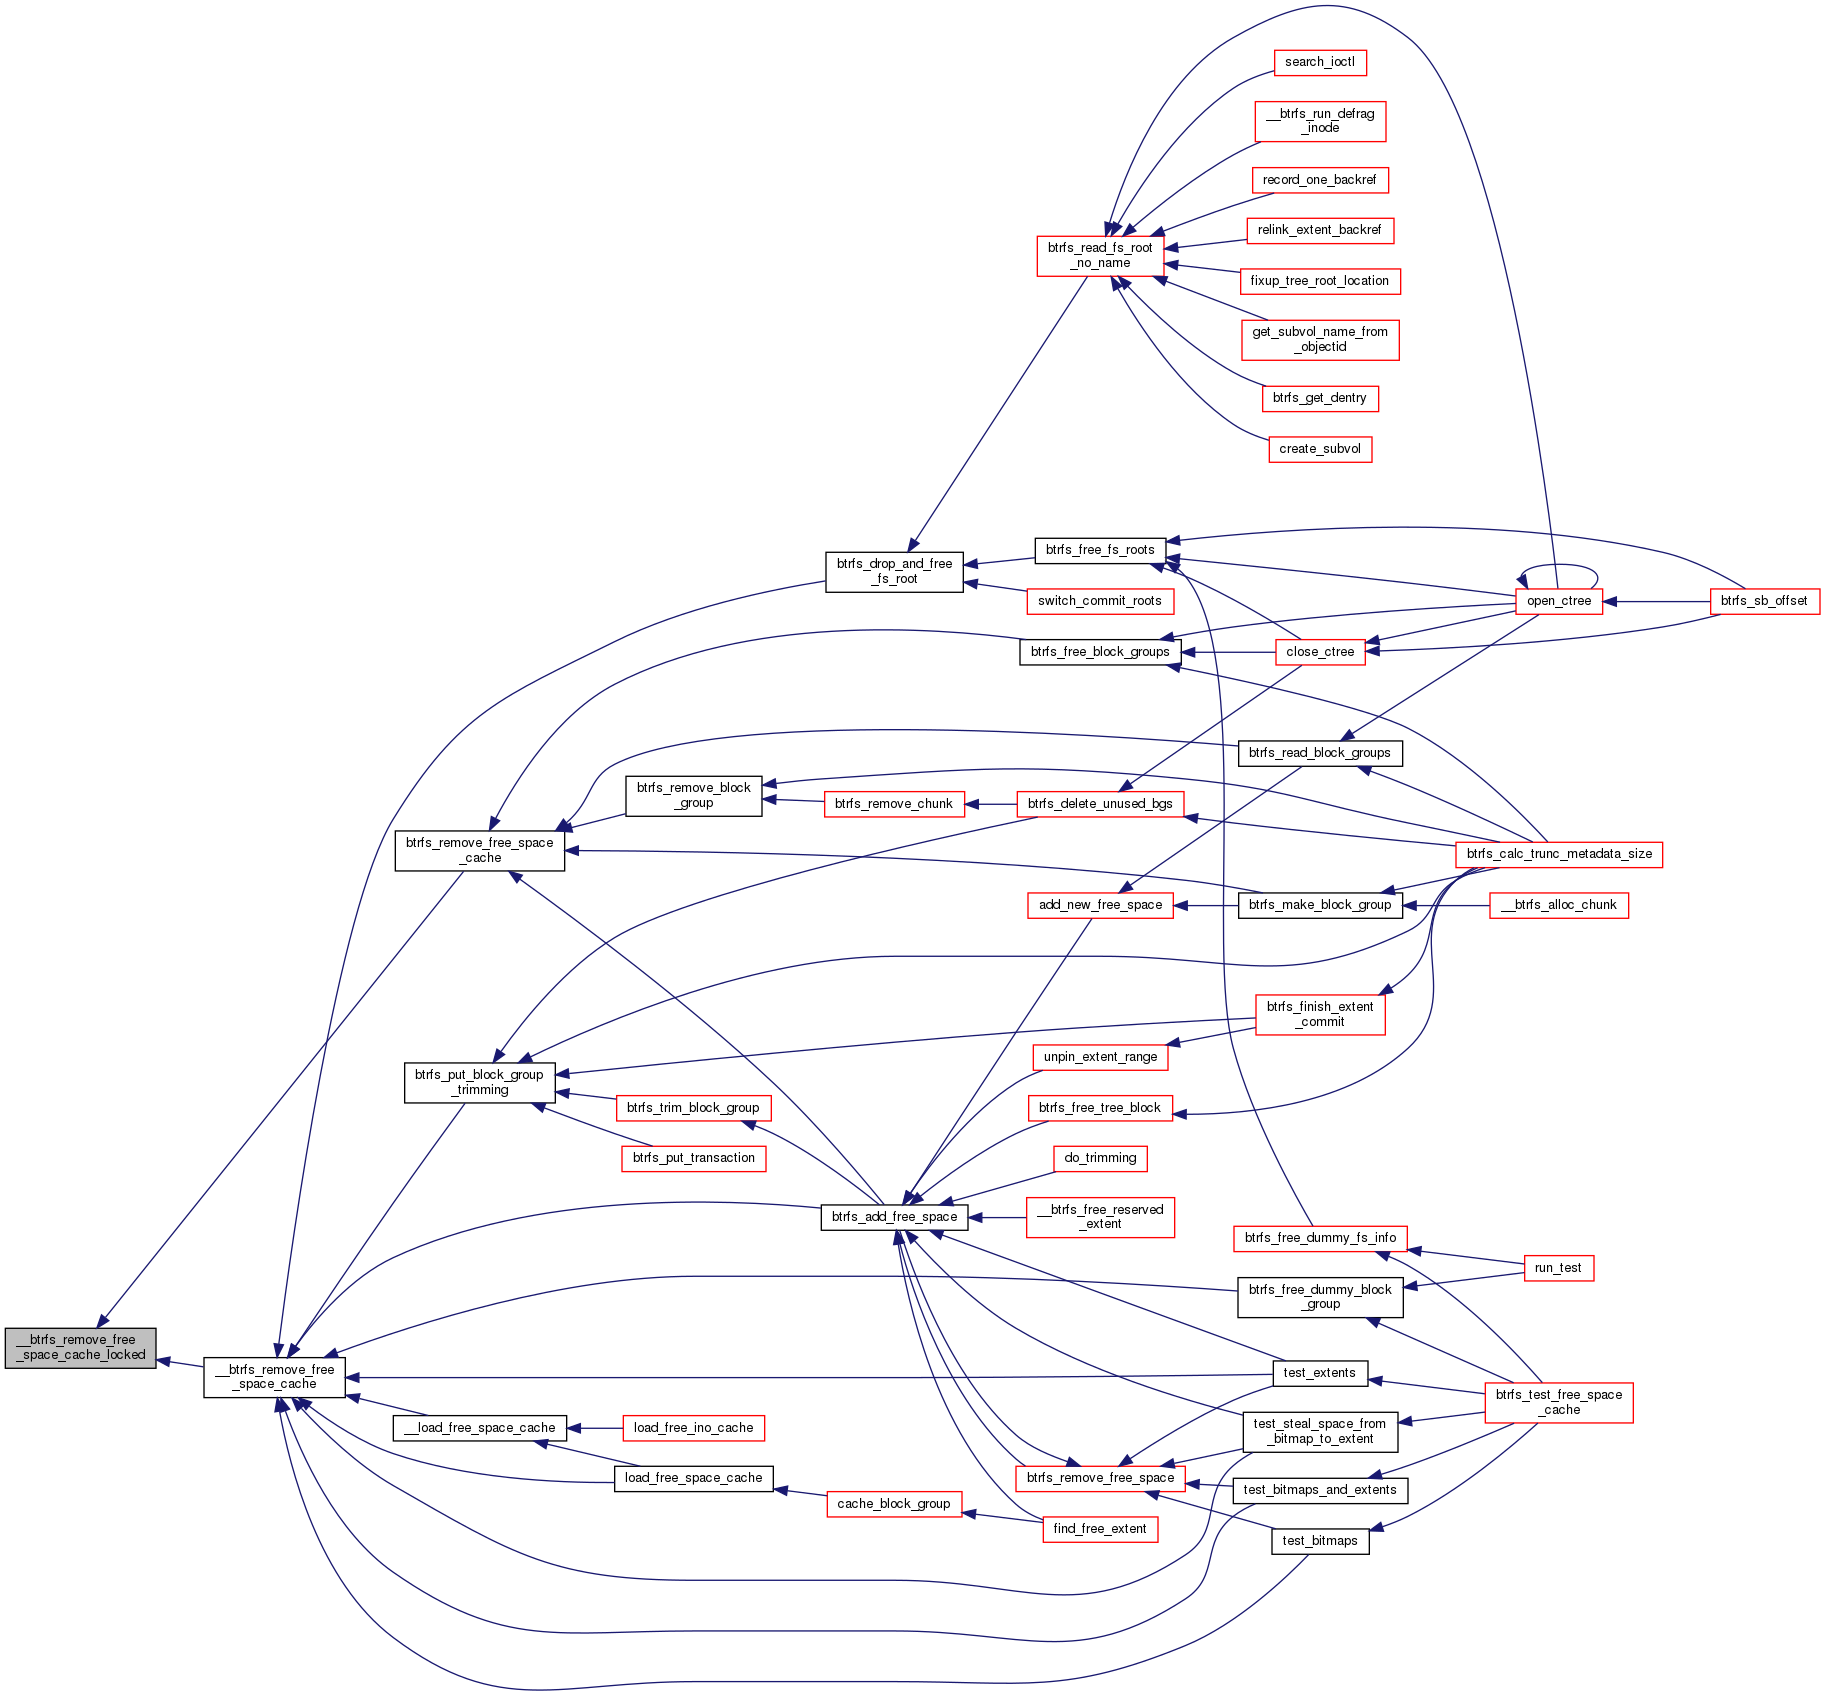 search_ioctl
__btrfs_run_defrag
_inode
record_one_backref
relink_extent_backref
btrfs_read_fs_root
_no_name
fixup_tree_root_location
get_subvol_name_from
_objectid
btrfs_get_dentry
create_subvol
btrfs_free_fs_roots
btrfs_drop_and_free
_fs_root
switch_commit_roots
open_ctree
btrfs_sb_offset
btrfs_free_block_groups
close_ctree
btrfs_read_block_groups
btrfs_remove_block
_group
btrfs_remove_chunk
btrfs_delete_unused_bgs
btrfs_remove_free_space
_cache
btrfs_calc_trunc_metadata_size
add_new_free_space
btrfs_make_block_group
__btrfs_alloc_chunk
btrfs_finish_extent
_commit
unpin_extent_range
btrfs_put_block_group
_trimming
btrfs_trim_block_group
btrfs_free_tree_block
btrfs_put_transaction
do_trimming
btrfs_add_free_space
__btrfs_free_reserved
_extent
btrfs_free_dummy_fs_info
run_test
btrfs_free_dummy_block
_group
__btrfs_remove_free
_space_cache_locked
__btrfs_remove_free
_space_cache
test_extents
btrfs_test_free_space
_cache
__load_free_space_cache
load_free_ino_cache
test_steal_space_from
_bitmap_to_extent
load_free_space_cache
btrfs_remove_free_space
test_bitmaps_and_extents
cache_block_group
find_free_extent
test_bitmaps